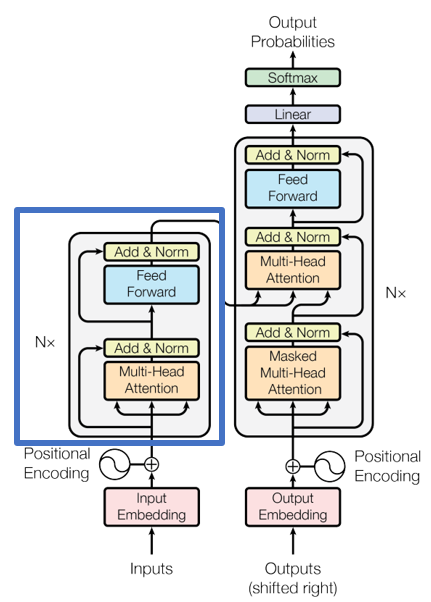 Output
Probabilities
Softmax
Linear
Add & Norm
Feed
Forward
Add & Norm
Multi-Head
Attention
Add & Norm
Masked
Multi-Head
Attention
N×
Add & Norm
Feed
Forward
Add & Norm
Multi-Head
Attention
N×
Positional
Encoding
Positional
Encoding
Input
Embedding
Output
Embedding
Inputs
Outputs
(shifted right)